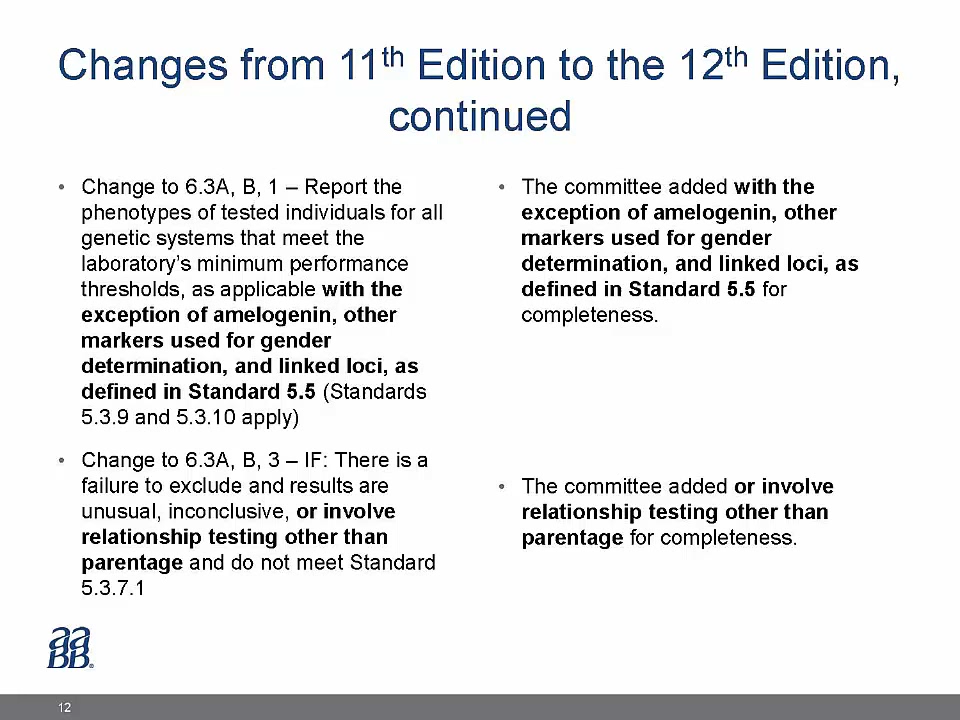 Changes from 11th Edition to the 12th Edition,
continued
• Change to 6.3A, B, 1 – Report the
phenotypes of tested individuals for all
genetic systems that meet the
laboratory’s minimum performance
thresholds, as applicable with the
exception of amelogenin, other
markers used for gender
determination, and linked loci, as
defined in Standard 5.5 (Standards
5.3.9 and 5.3.10 apply)
• Change to 6.3A, B, 3 – IF: There is a
failure to exclude and results are
unusual, inconclusive, or involve
relationship testing other than
parentage and do not meet Standard
5.3.7.1
• The committee added with the
exception of amelogenin, other
markers used for gender
determination, and linked loci, as
defined in Standard 5.5 for
completeness.
• The committee added or involve
relationship testing other than
parentage for completeness.
aa
BB®
12